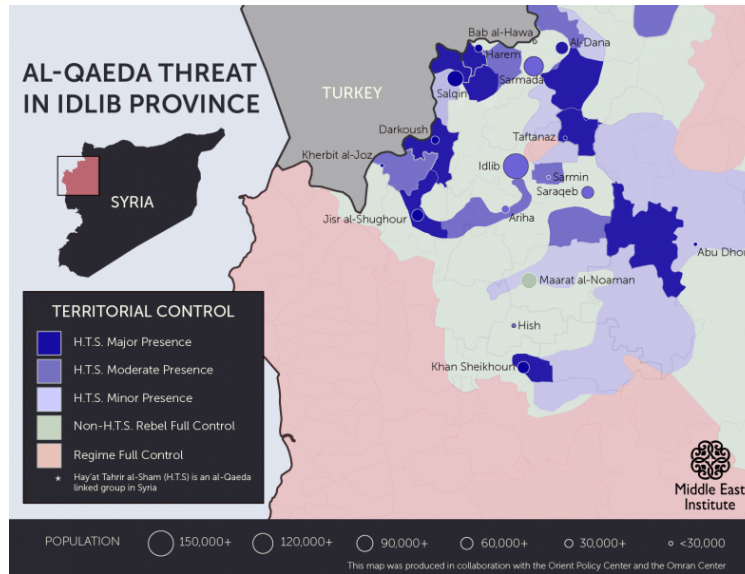 AL-QAEDA THREAT
IN IDLIB PROVINCE
TURKEY
SYRIA
Bab al-Hawa
Harem
Al-Dana
Sarmada
Salqin
Darkoush
Taftanaz
Kherbit al-Joz
Idlib
Sarmin
Saraqeb
Jisr al-Shughour
Ariha
Abu Dho
Maarat al-Noaman
Hish
Khan Sheikhoun
TERRITORIAL CONTROL
H.T.S. Major Presence
H.T.S. Moderate Presence
H.T.S. Minor Presence
Non-H.T.S. Rebel Full Control
Regime Full Control
* Hay'at Tahrir al-Sham (H.T.S) is an al-Qaeda
linked group in Syria
Middle East
Institute
POPULATION 150,000+ 120,000+ 90,000+ 60,000+ 30,000+ <30,000
This map was produced in collaboration with the Orient Policy Center and the Omran Center